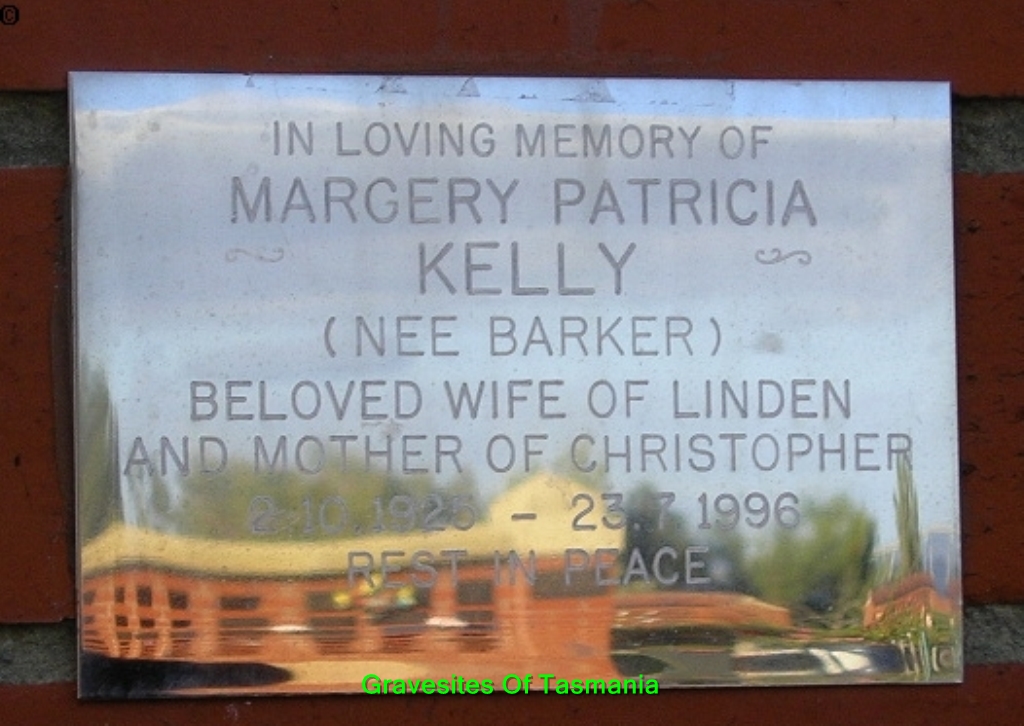 ©
IN LOVING MEMORY OF
MARGERY PATRICIA
KELLY
(NEE BARKER)
BELOVED WIFE OF LINDEN
AND MOTHER OF CHRISTOPHER
2.10.1925 – 23.7.1996
REST IN PEACE
Gravesites Of Tasmania